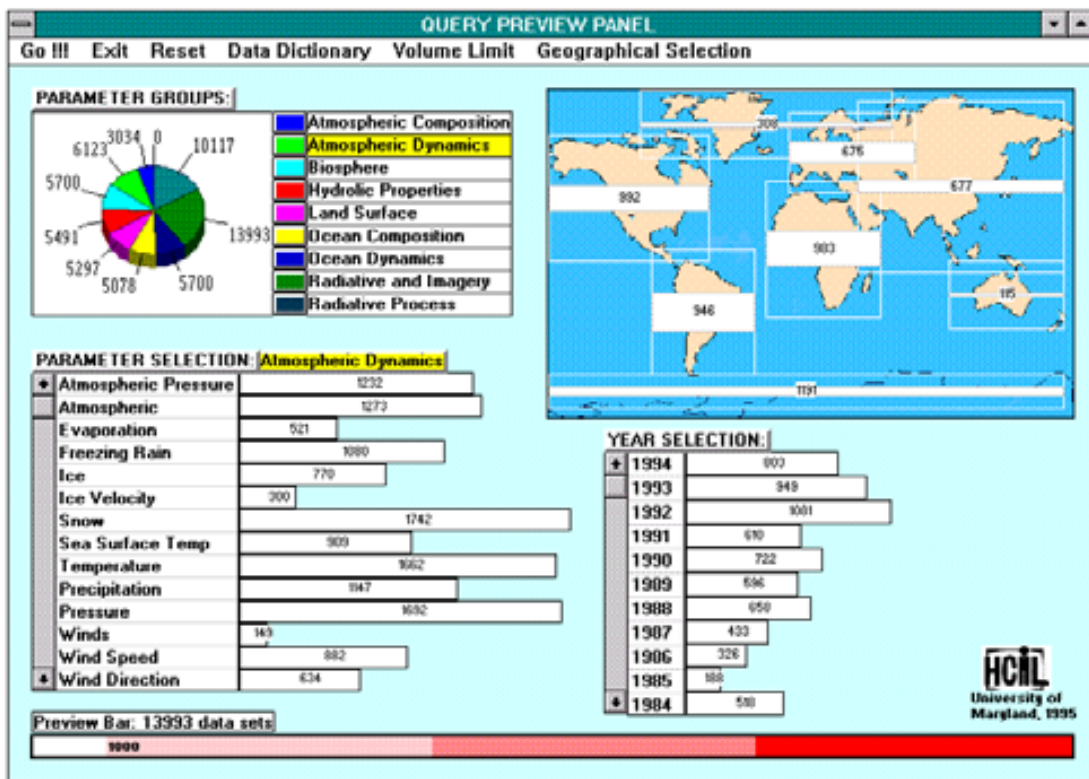 QUERY PREVIEW PANEL
Go !!! Exit Reset Data Dictionary Volume Limit Geographical Selection
PARAMETER GROUPS:
3034 0
6123 10117
5700
5491 13993
5297
5078 5700
Atmospheric Composition
Atmospheric Dynamics
Biosphere
Hydrolic Properties
Land Surface
Ocean Composition
Ocean Dynamics
Radiative and Imagery
Radiative Process
308
675
992
677
983
946
115
1191
PARAMETER SELECTION: Atmospheric Dynamics
Atmospheric Pressure 1232
Atmospheric 1273
Evaporation 521
Freezing Rain 1080
Ice 770
Ice Velocity 300
Snow 1742
Sea Surface Temp 909
Temperature 1662
Precipitation 1147
Pressure 1692
Winds 149
Wind Speed 882
Wind Direction 634
YEAR SELECTION:
1994 803
1993 949
1992 1081
1991 610
1990 722
1989 596
1988 658
1987 433
1986 326
1985 188
1984 518
HCIL
University of
Maryland, 1995
Preview Bar: 13993 data sets
1000